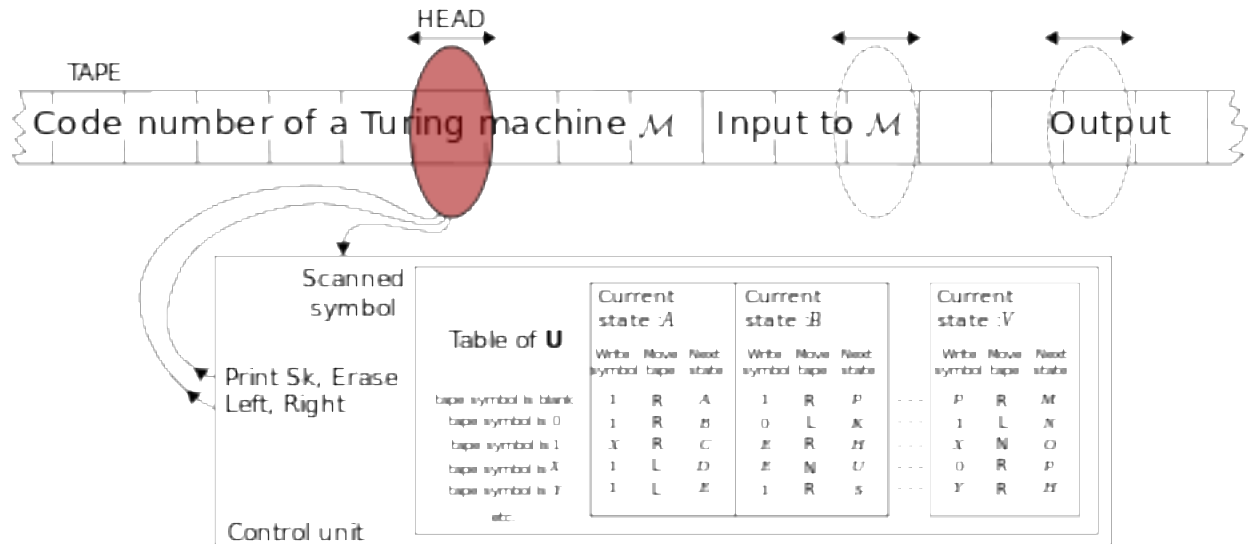 HEAD
TAPE
Code number of a Turing machine ℳ Input to ℳ Output
Scanned
symbol
Print Sk, Erase
Left, Right
Control unit
Table of U
Current Current Current
state :A state :B state :V
Write Move Next Write Move Next Write Move Next
symbol tape state symbol tape state symbol tape state
tape symbol is blank 1 R A 1 R P .... P R M
tape symbol is 0 1 R B 0 L K .... 1 L N
tape symbol is 1 X R C E R H .... X N O
tape symbol is X 1 L D E N U .... 0 R P
tape symbol is Y 1 L E 1 R S .... Y R H
etc.